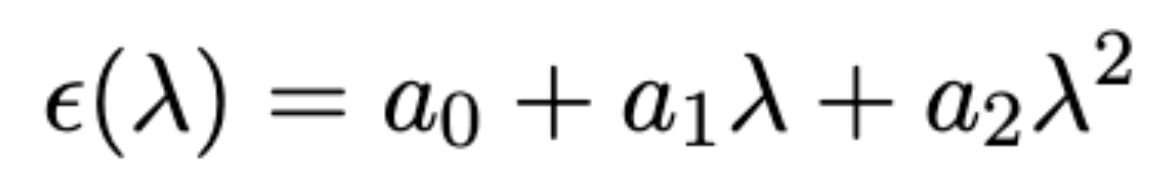 ϵ(λ) = a₀ + a₁λ + a₂λ²